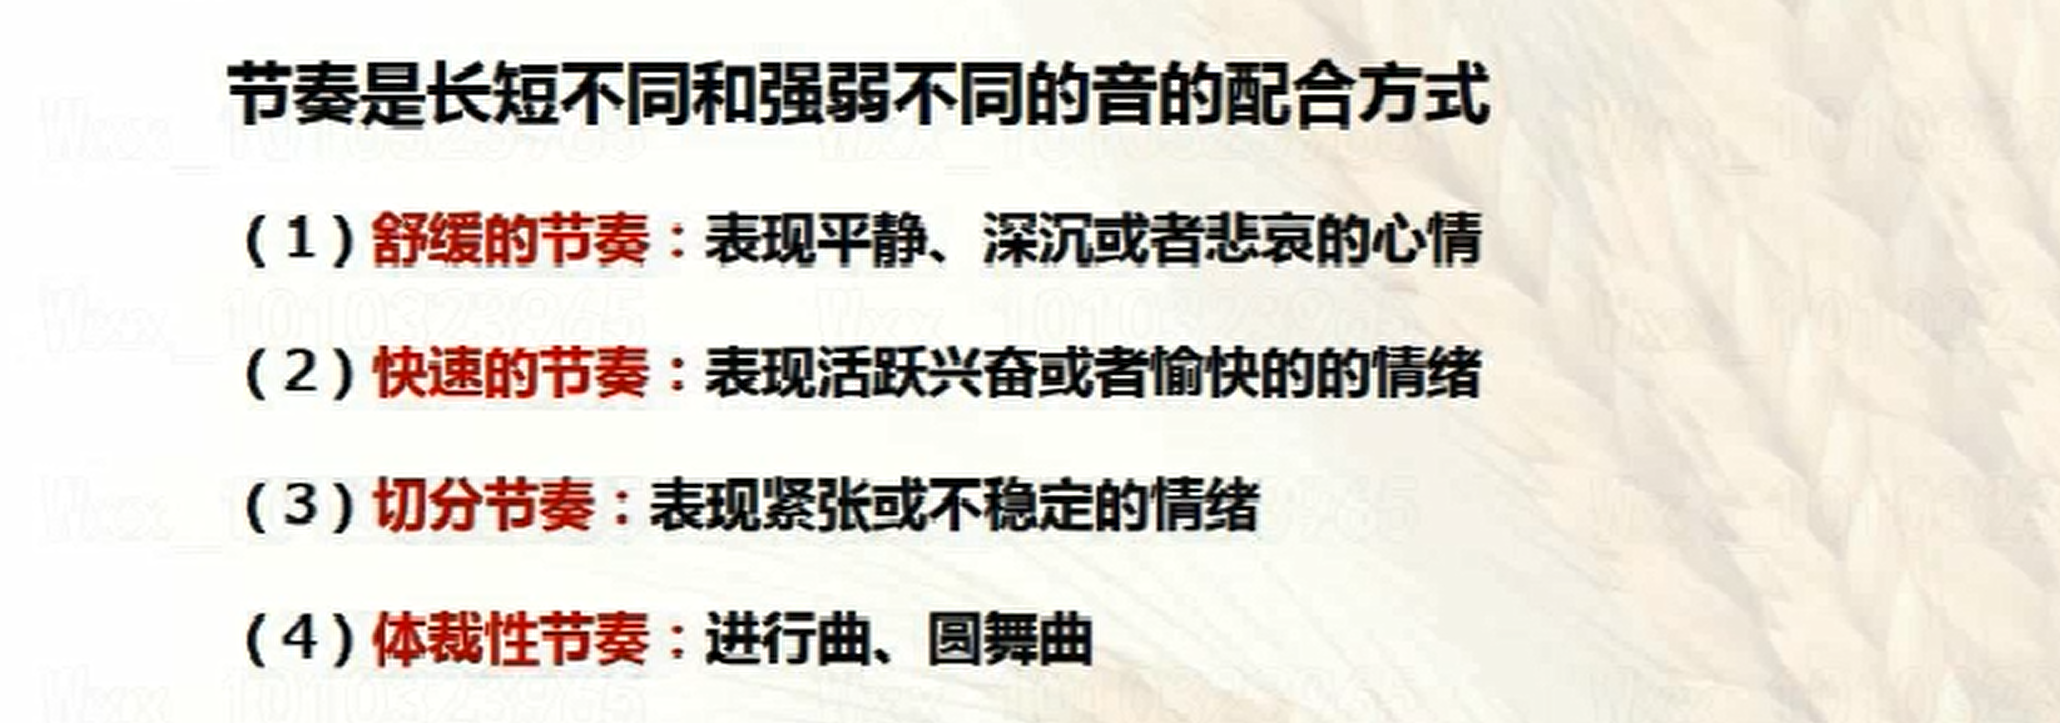 节奏是长短不同和强弱不同的音的配合方式
（1）舒缓的节奏：表现平静、深沉或者悲哀的心情
（2）快速的节奏：表现活跃兴奋或者愉快的的情绪
（3）切分节奏：表现紧张或不稳定的情绪
（4）体裁性节奏：进行曲、圆舞曲